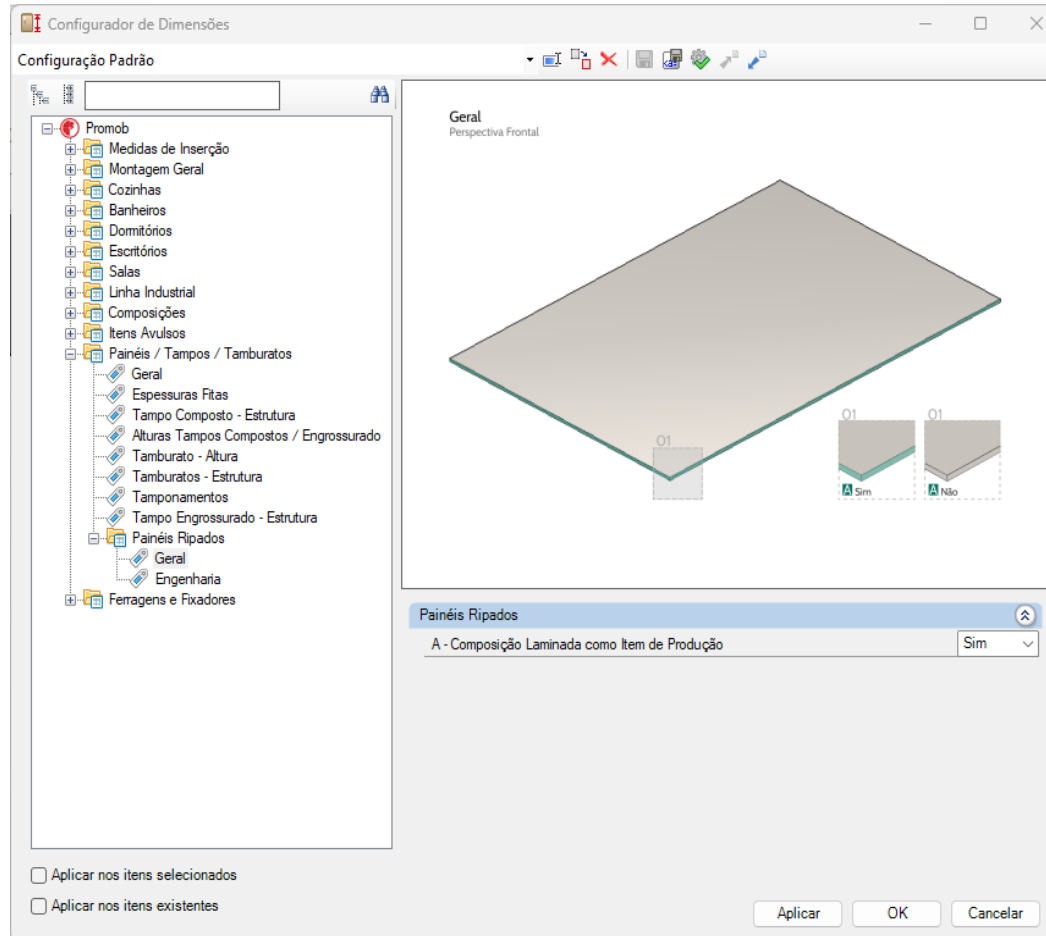 Configurador de Dimensões
Configuração Padrão
Promob
Medidas de Inserção
Montagem Geral
Cozinhas
Banheiros
Dormitórios
Escritórios
Salas
Linha Industrial
Composições
Itens Avulsos
Painéis / Tampos / Tamburatos
Geral
Espessuras Fitas
Tampo Composto - Estrutura
Alturas Tampos Compostos / Engrossurado
Tamburato - Altura
Tamburatos - Estrutura
Tamponamentos
Tampo Engrossurado - Estrutura
Painéis Ripados
Geral
Engenharia
Ferragens e Fixadores
Aplicar nos itens selecionados
Aplicar nos itens existentes
Geral
Perspectiva Frontal
01
01
01
A Sim
A Não
Painéis Ripados
A - Composição Laminada como Item de Produção
Sim
Aplicar
OK
Cancelar